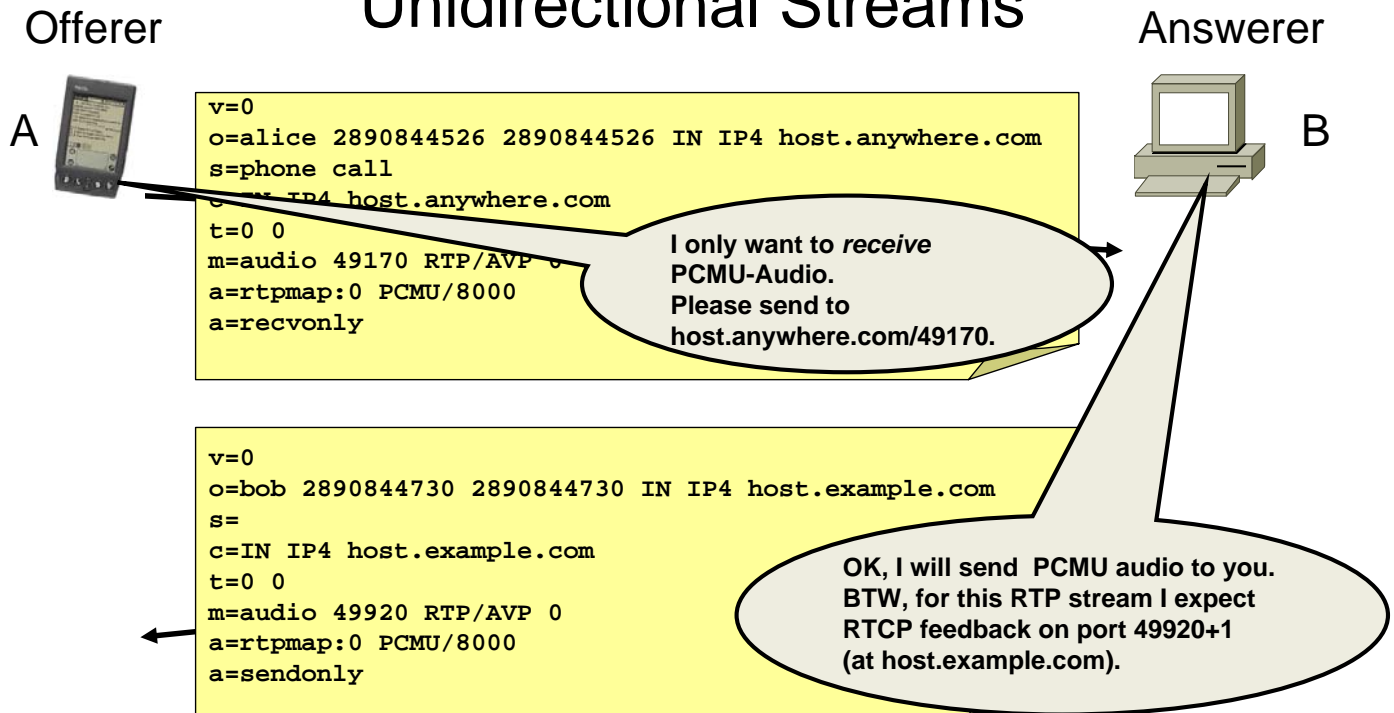 Unidirectional Streams
Offerer
Answerer
A
B
v=0
o=alice 2890844526 2890844526 IN IP4 host.anywhere.com
s=phone call
IP4 host.anywhere.com
t=0 0
m=audio 49170 RTP/AVP 0
a=rtpmap:0 PCMU/8000
a=recvonly
I only want to receive
PCMU-Audio.
Please send to
host.anywhere.com/49170.
v=0
o=bob 2890844730 2890844730 IN IP4 host.example.com
s=
c=IN IP4 host.example.com
t=0 0
m=audio 49920 RTP/AVP 0
a=rtpmap:0 PCMU/8000
a=sendonly
OK, I will send PCMU audio to you.
BTW, for this RTP stream I expect
RTCP feedback on port 49920+1
(at host.example.com).